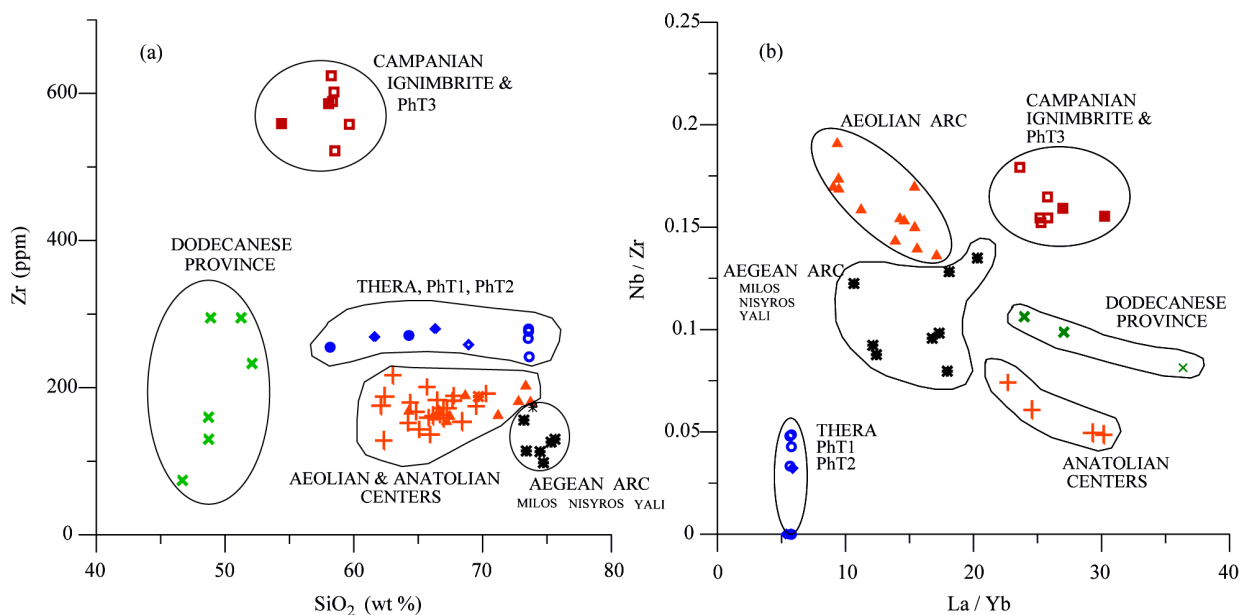 (a)
CAMPANIAN
IGNIMBRITE &
PhT3
600
400
200
0
Zr (ppm)
DODECANESE
PROVINCE
THERA, PhT1, PhT2
AEOLIAN & ANATOLIAN
CENTERS
AEGEAN ARC
MILOS NISYROS YALI
40
50
60
70
80
SiO2 (wt %)
(b)
0.25
0.2
0.15
0.1
0.05
0
Nb / Zr
AEOLIAN ARC
CAMPANIAN
IGNIMBRITE &
PhT3
AEGEAN ARC
MILOS
NISYROS
YALI
DODECANESE
PROVINCE
THERA
PhT1
PhT2
ANATOLIAN
CENTERS
0
10
20
30
40
La / Yb